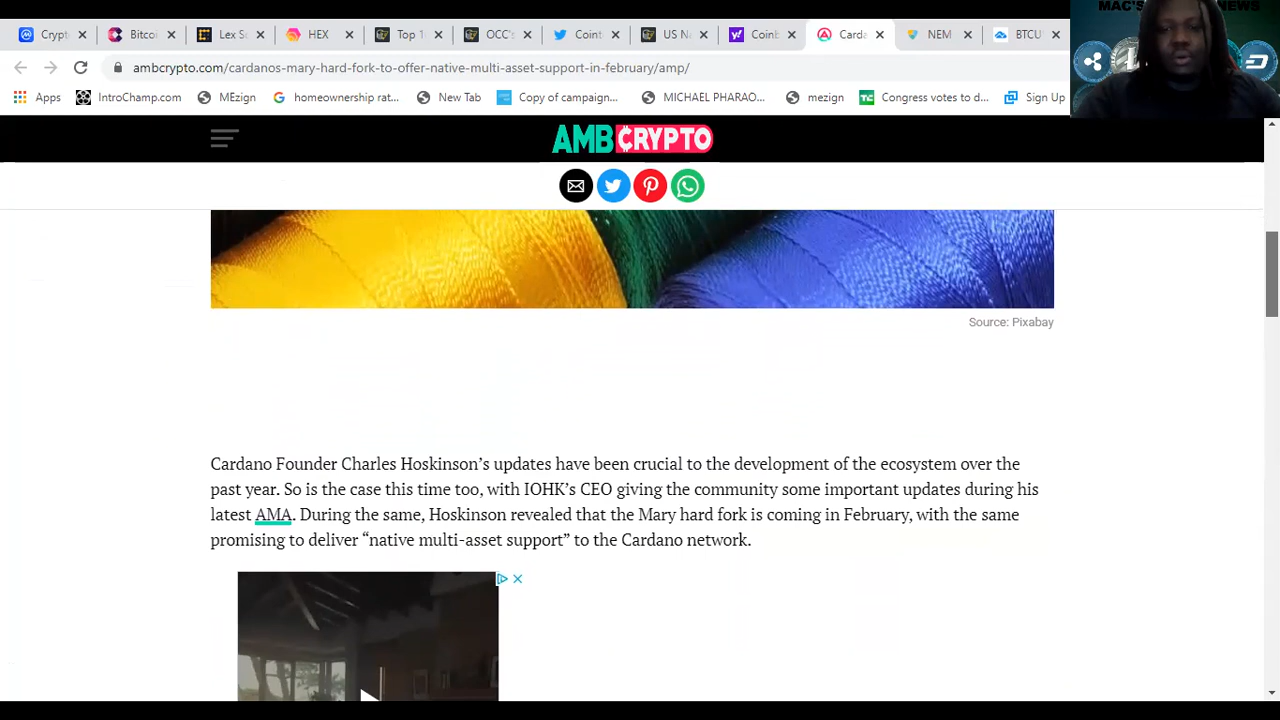 MAC'S NEWS
Crypt
Bitcoi
Lex S
HEX
Top 1
OCC's
Coint
US N
Coinb
Carda
NEM
BTCU
ambcrypto.com/cardanos-mary-hard-fork-to-offer-native-multi-asset-support-in-february/amp/
Apps
IntroChamp.com
MEzign
homeownership rat...
New Tab
Copy of campaign...
MICHAEL PHARAO...
mezign
Congress votes to d...
Sign Up
AMBCRYPTO
Source: Pixabay
Cardano Founder Charles Hoskinson’s updates have been crucial to the development of the ecosystem over the
past year. So is the case this time too, with IOHK’s CEO giving the community some important updates during his
latest AMA. During the same, Hoskinson revealed that the Mary hard fork is coming in February, with the same
promising to deliver “native multi-asset support” to the Cardano network.